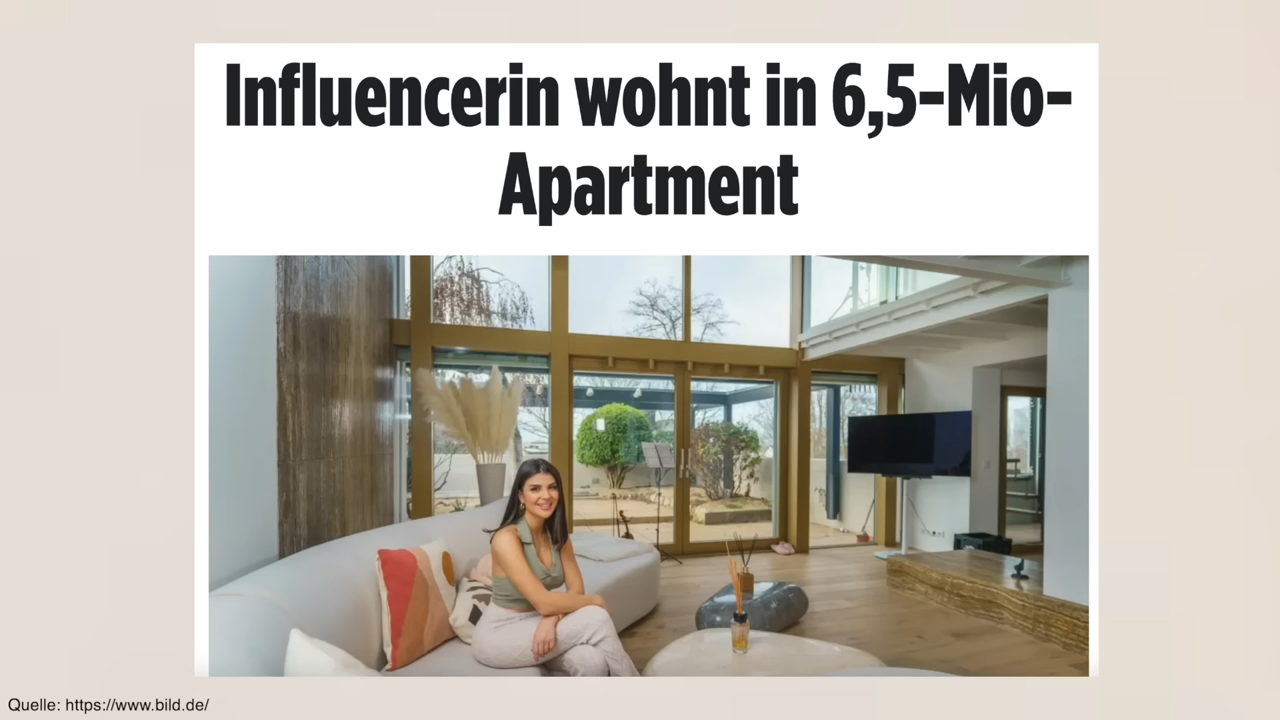 Influencerin wohnt in 6,5-Mio-
Apartment
Quelle: https://www.bild.de/